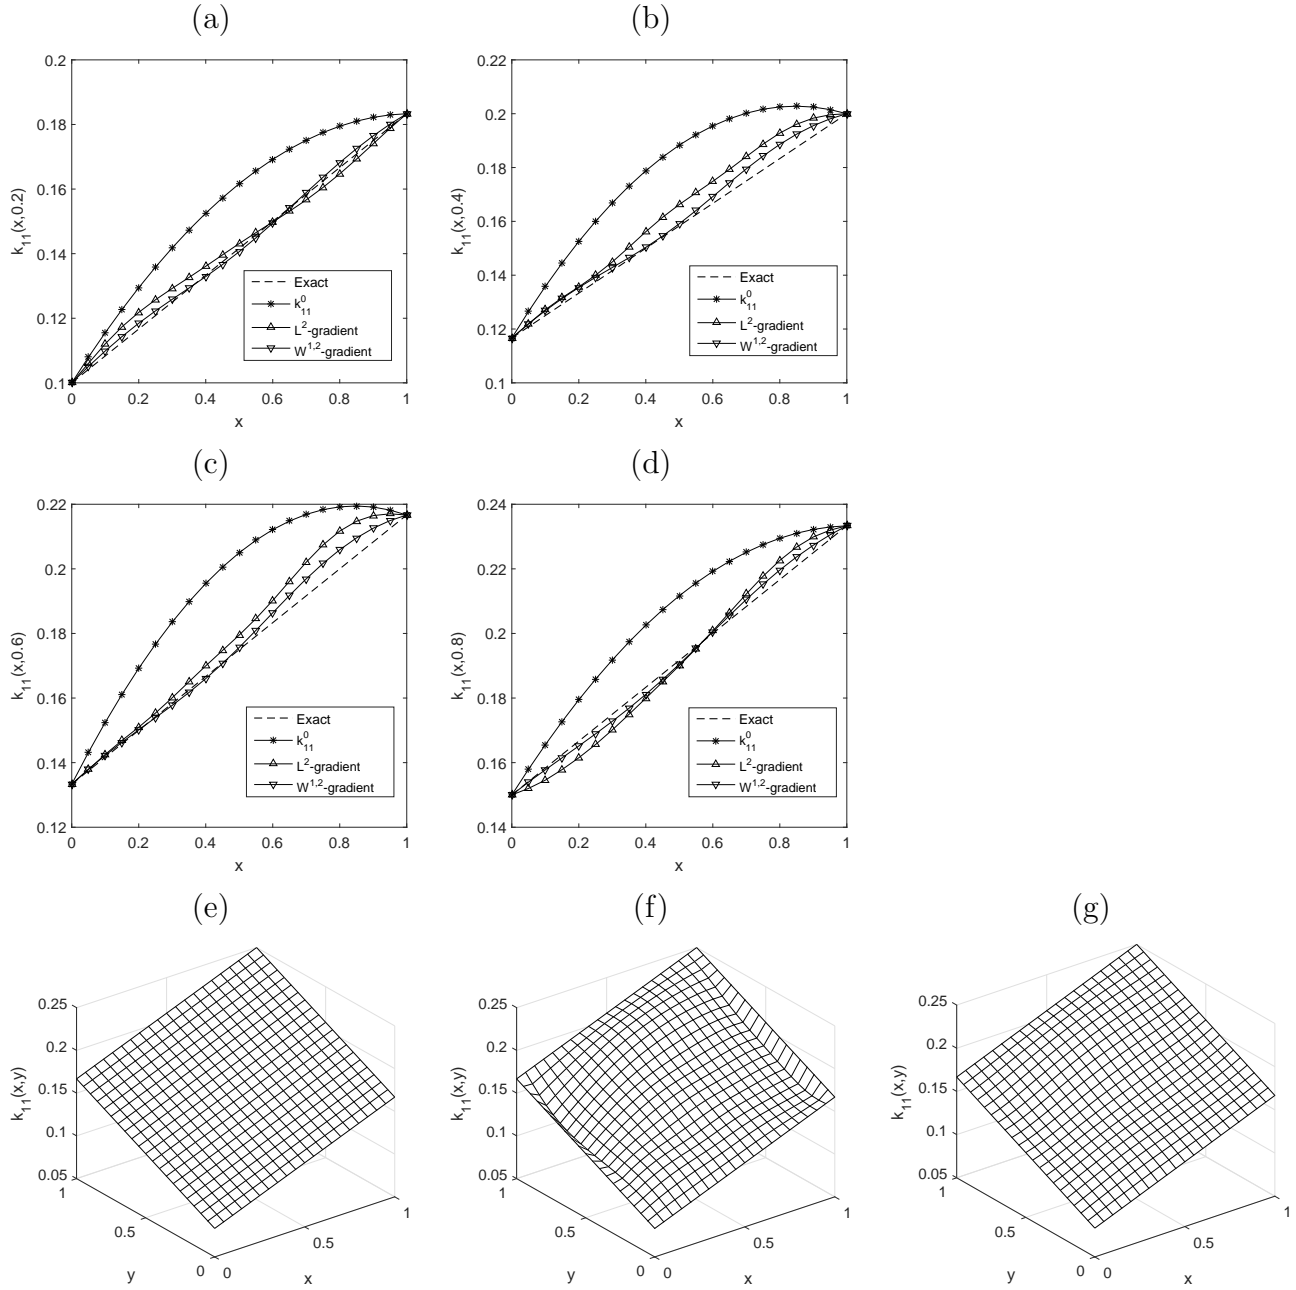 (a)
0.2
0.18
0.16
0.14
0.12
0.1
k₁₁(x,0.2)
0 0.2 0.4 0.6 0.8 1
x
Exact
k⁰₁₁
L²-gradient
W¹,²-gradient
(b)
0.22
0.2
0.18
0.16
0.14
0.12
0.1
k₁₁(x,0.4)
0 0.2 0.4 0.6 0.8 1
x
Exact
k⁰₁₁
L²-gradient
W¹,²-gradient
(c)
0.22
0.2
0.18
0.16
0.14
0.12
k₁₁(x,0.6)
0 0.2 0.4 0.6 0.8 1
x
Exact
k⁰₁₁
L²-gradient
W¹,²-gradient
(d)
0.24
0.22
0.2
0.18
0.16
0.14
k₁₁(x,0.8)
0 0.2 0.4 0.6 0.8 1
x
Exact
k⁰₁₁
L²-gradient
W¹,²-gradient
(e)
0.25
0.2
0.15
0.1
0.05
k₁₁(x,y)
1 0.5 0
y
0 0.5 1
x
(f)
0.25
0.2
0.15
0.1
0.05
k₁₁(x,y)
1 0.5 0
y
0 0.5 1
x
(g)
0.25
0.2
0.15
0.1
0.05
k₁₁(x,y)
1 0.5 0
y
0 0.5 1
x